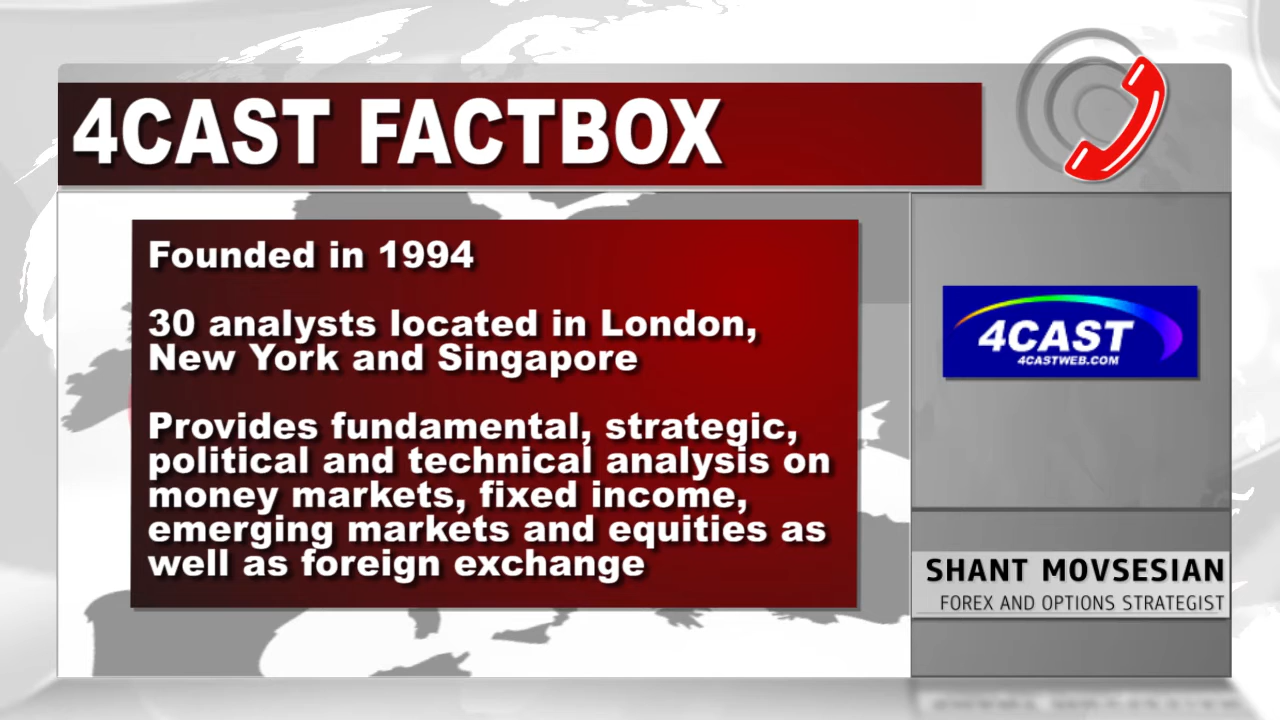 4CAST FACTBOX
Founded in 1994
30 analysts located in London,
New York and Singapore
Provides fundamental, strategic,
political and technical analysis on
money markets, fixed income,
emerging markets and equities as
well as foreign exchange
4CAST
4CASTWEB.COM
SHANT MOVSESIAN
FOREX AND OPTIONS STRATEGIST